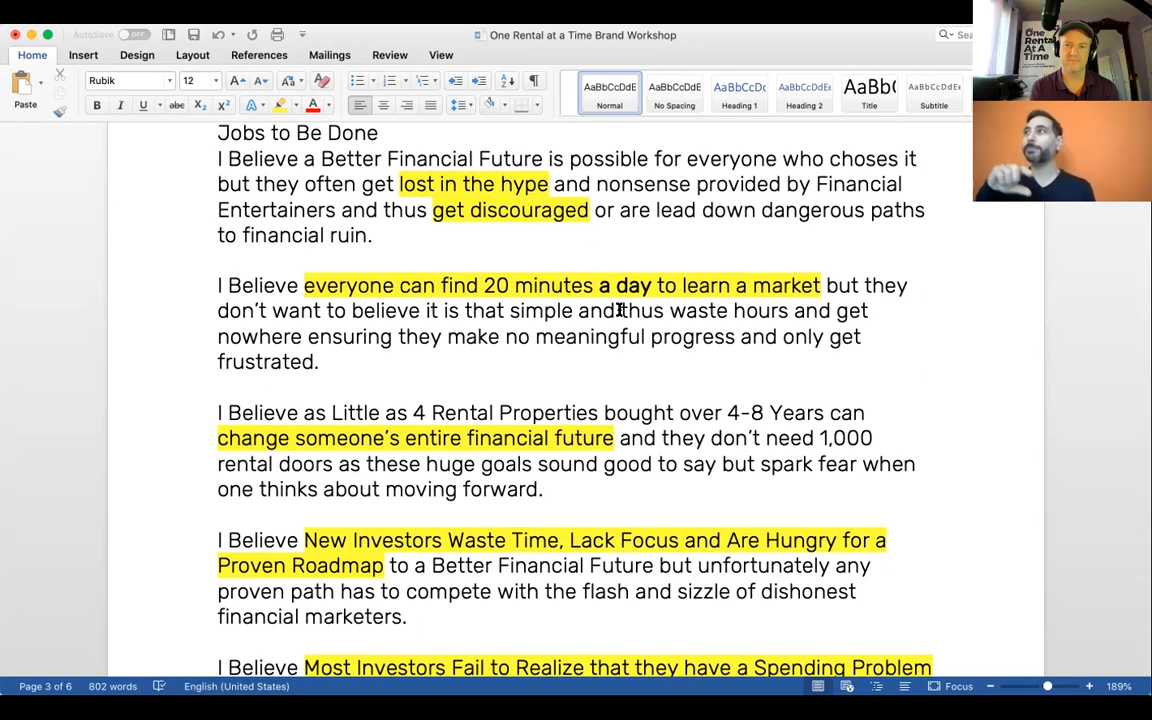 AutoSave OFF
One Rental at a Time Brand Workshop
Sea
Home Insert Design Layout References Mailings Review View
Paste
Rubik 12
AaBbCcDdE AaBbCcDdE AaBbCcDc AaBbCcDdE AaBb( AaBbCcDdE
Normal No Spacing Heading 1 Heading 2 Title Subtitle
One
Rental
At A
Time
Jobs to Be Done
I Believe a Better Financial Future is possible for everyone who choses it
but they often get lost in the hype and nonsense provided by Financial
Entertainers and thus get discouraged or are lead down dangerous paths
to financial ruin.
I Believe everyone can find 20 minutes a day to learn a market but they
don't want to believe it is that simple and thus waste hours and get
nowhere ensuring they make no meaningful progress and only get
frustrated.
I Believe as Little as 4 Rental Properties bought over 4-8 Years can
change someone's entire financial future and they don't need 1,000
rental doors as these huge goals sound good to say but spark fear when
one thinks about moving forward.
I Believe New Investors Waste Time, Lack Focus and Are Hungry for a
Proven Roadmap to a Better Financial Future but unfortunately any
proven path has to compete with the flash and sizzle of dishonest
financial marketers.
I Believe Most Investors Fail to Realize that they have a Spending Problem
Page 3 of 6 802 words English (United States) Focus 189%